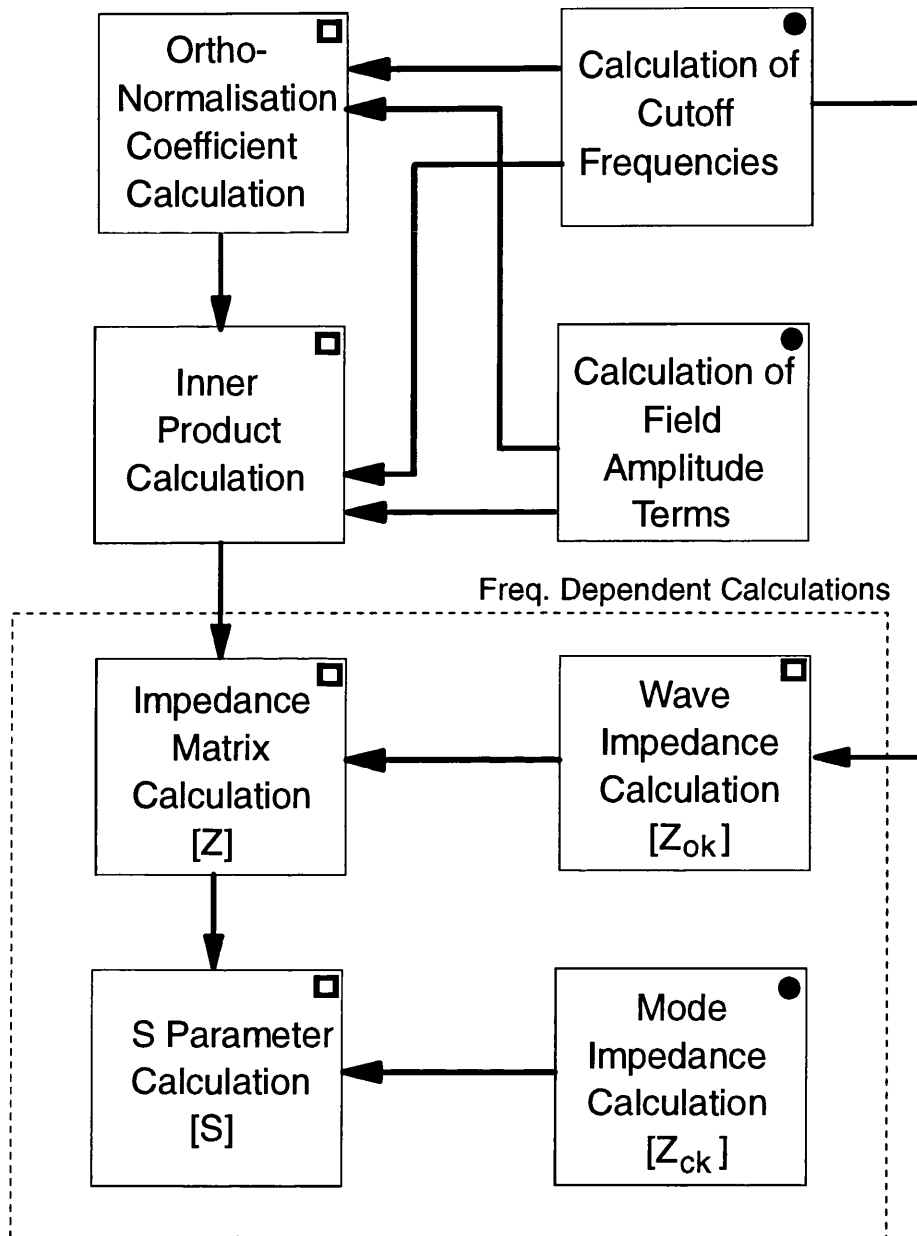 Ortho-
Normalisation
Coefficient
Calculation
Calculation of
Cutoff
Frequencies
Inner
Product
Calculation
Calculation of
Field
Amplitude
Terms
Freq. Dependent Calculations
Impedance
Matrix
Calculation
[Z]
Wave
Impedance
Calculation
[Zok]
S Parameter
Calculation
[S]
Mode
Impedance
Calculation
[Zck]